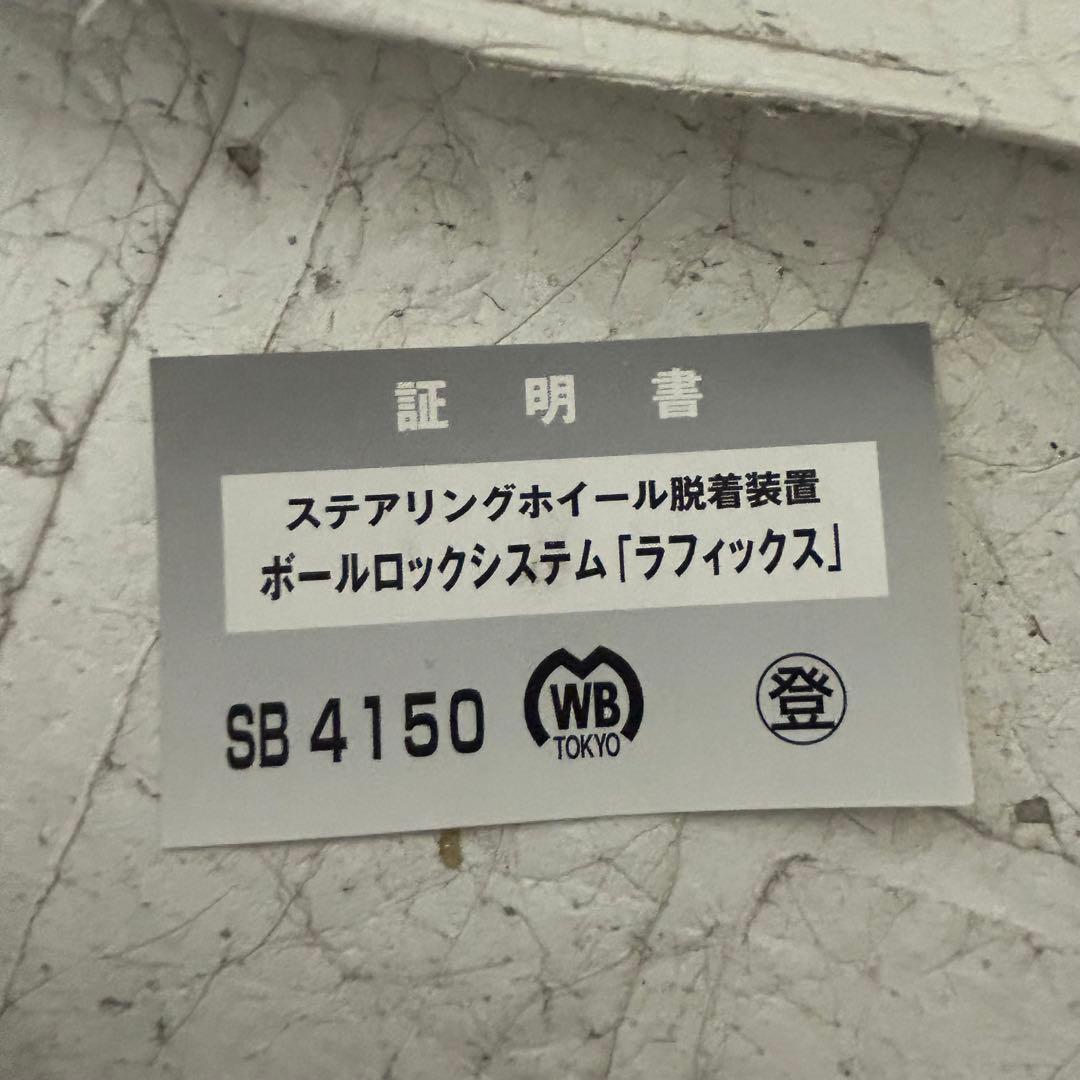 証明書
ステアリングホイール脱着装置
ボールロックシステム「ラフィックス」
SB 4150
WB
TOKYO
登